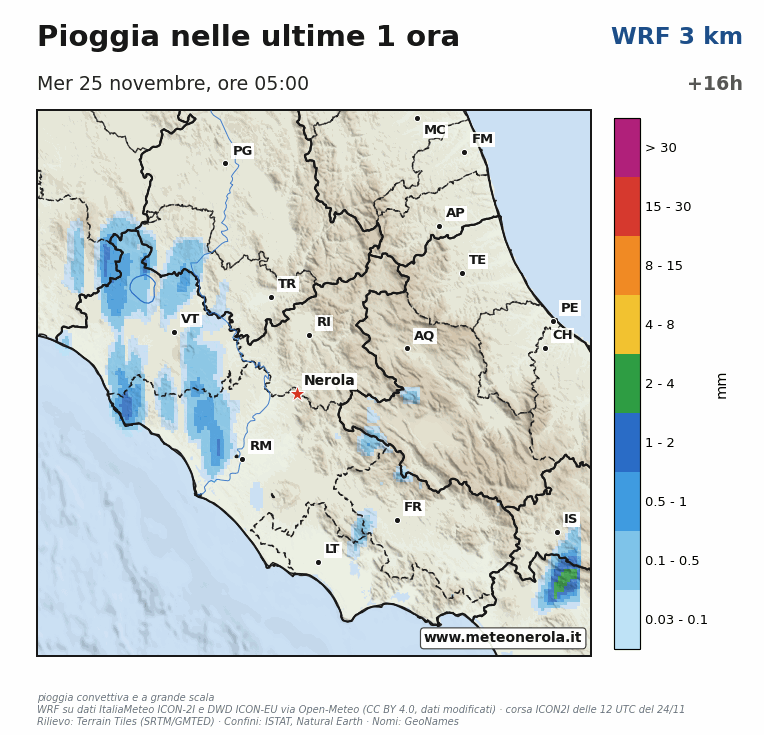 Pioggia nelle ultime 1 ora
WRF 3 km
Mer 25 novembre, ore 05:00
+16h
MC
FM
PG
AP
TE
TR
PE
VT
RI
AQ
CH
Nerola
RM
FR
IS
LT
www.meteonerola.it
> 30
15 - 30
8 - 15
4 - 8
2 - 4
1 - 2
0.5 - 1
0.1 - 0.5
0.03 - 0.1
mm
pioggia convettiva e a grande scala
WRF su dati ItaliaMeteo ICON-2I e DWD ICON-EU via Open-Meteo (CC BY 4.0, dati modificati) · corsa ICON2I delle 12 UTC del 24/11
Rilievo: Terrain Tiles (SRTM/GMTED) · Confini: ISTAT, Natural Earth · Nomi: GeoNames